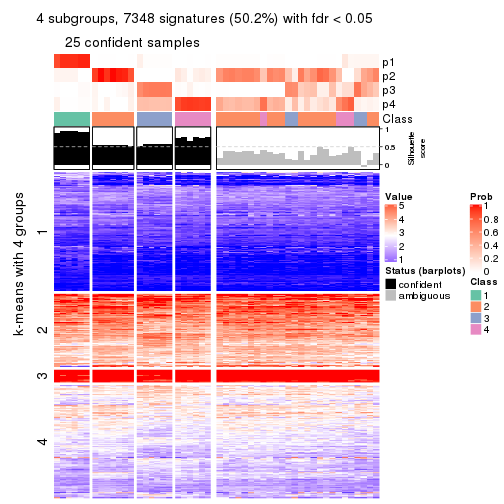 4 subgroups, 7348 signatures (50.2%) with fdr < 0.05
25 confident samples
p1
p2
p3
p4
Class
1
0.5
0
Silhouette
score
k-means with 4 groups
1
2
3
4
Value
5
4
3
2
1
Status (barplots)
confident
ambiguous
Prob
1
0.8
0.6
0.4
0.2
0
Class
1
2
3
4